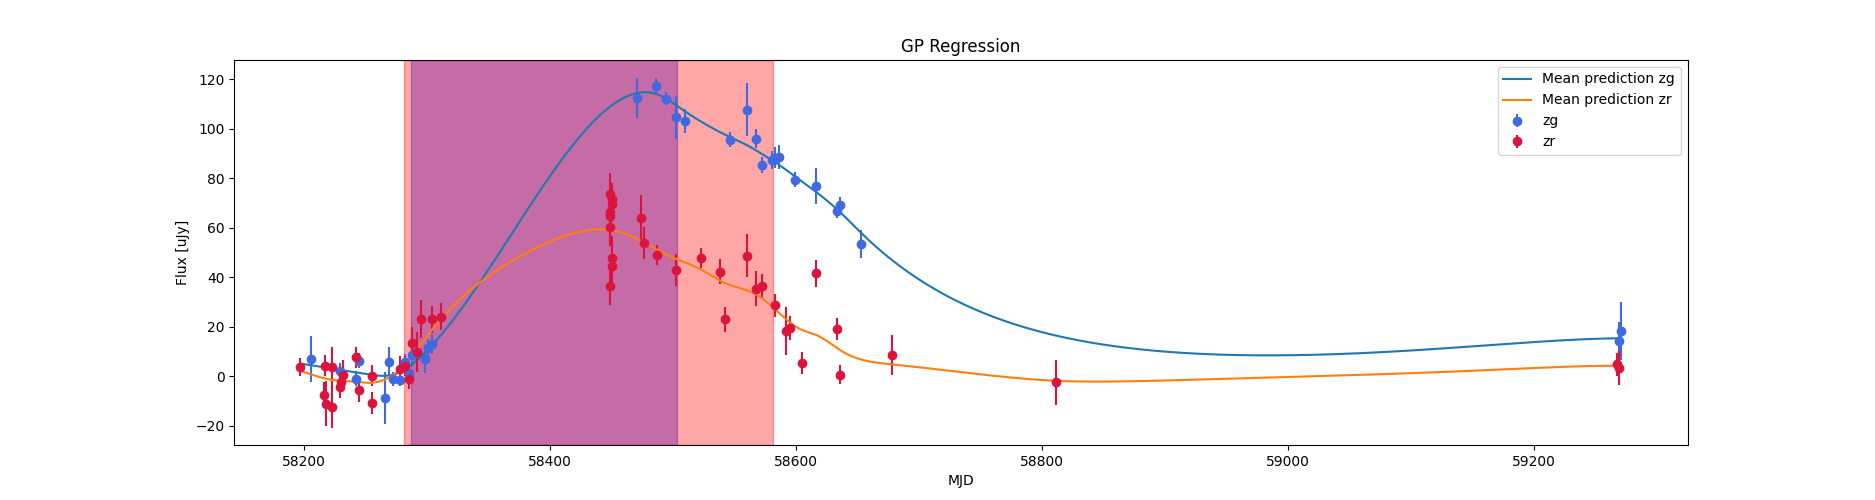 GP Regression
120
100
80
60
40
20
0
−20
Flux [uJy]
58200
58400
58600
58800
59000
59200
MJD
Mean prediction zg
Mean prediction zr
zg
zr